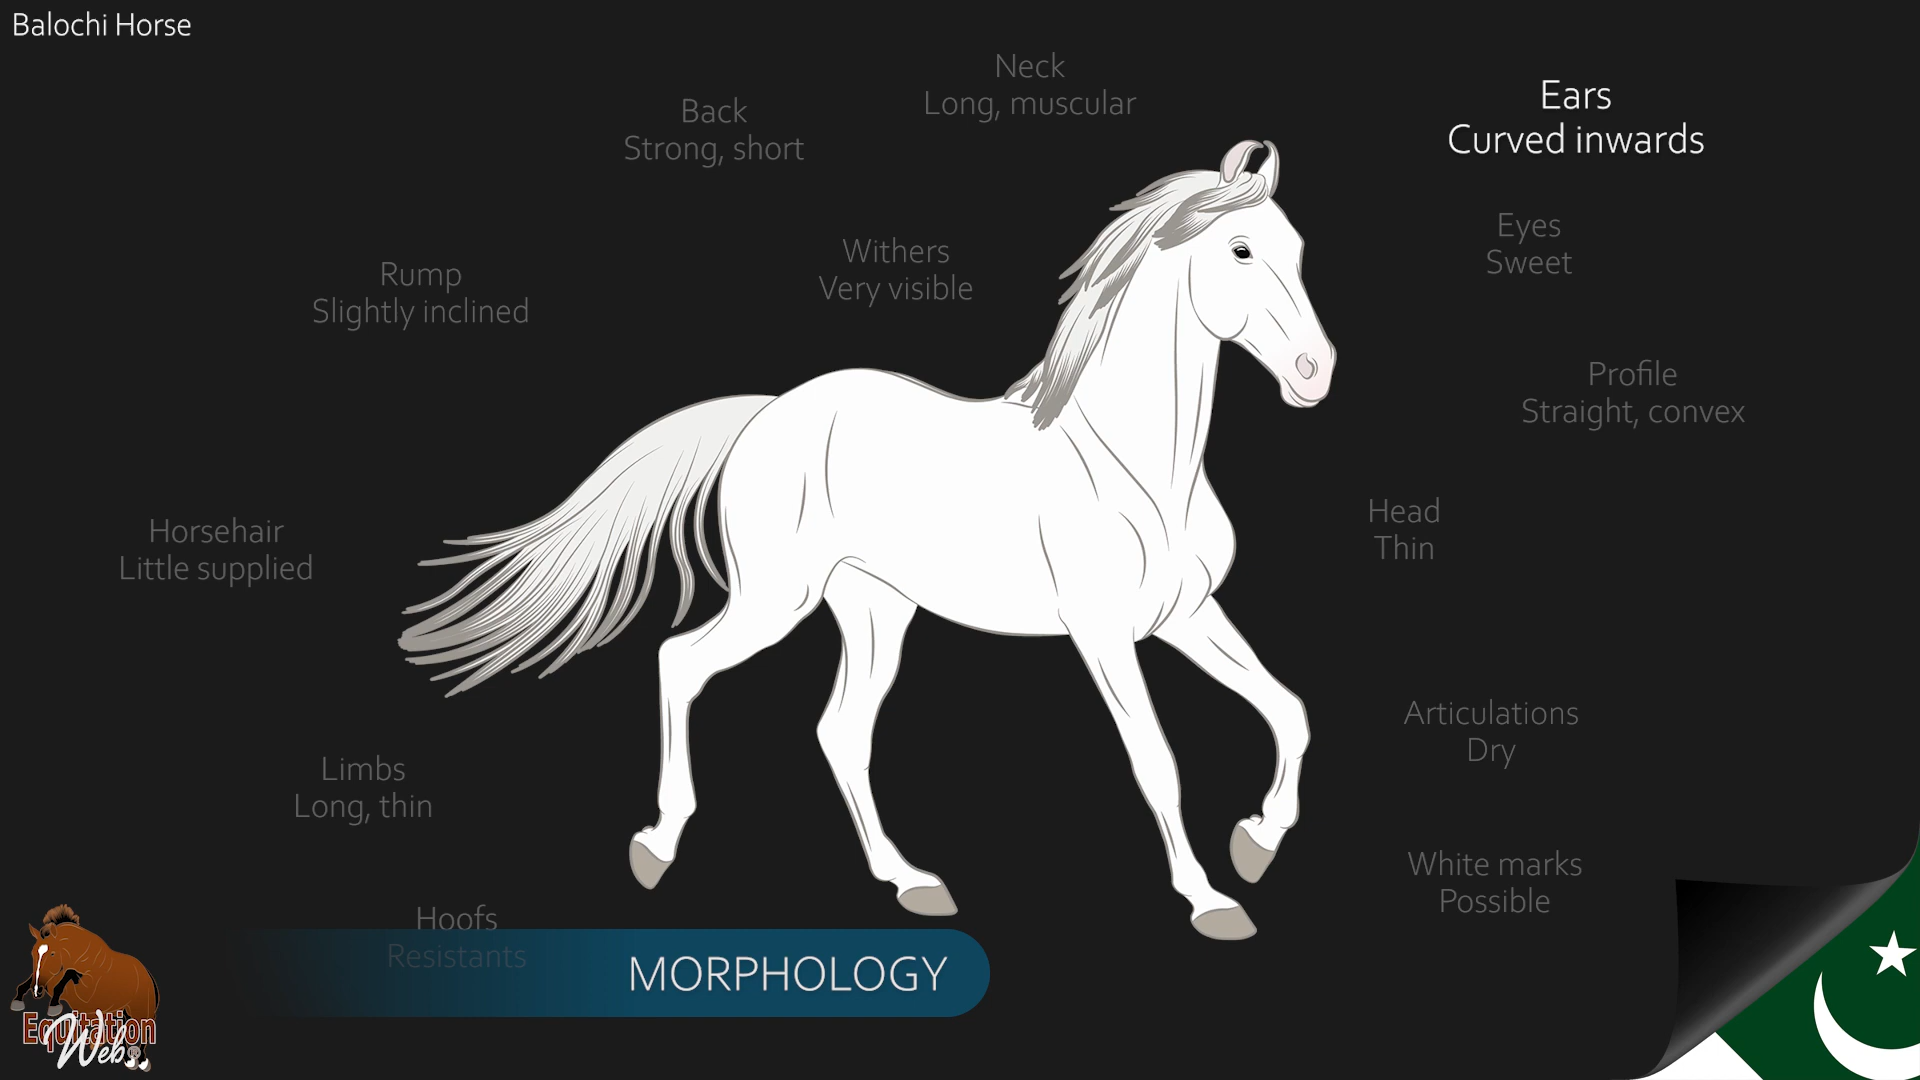 Balochi Horse
Neck
Long, muscular
Back
Strong, short
Ears
Curved inwards
Eyes
Sweet
Withers
Very visible
Rump
Slightly inclined
Profile
Straight, convex
Head
Thin
Horsehair
Little supplied
Articulations
Dry
Limbs
Long, thin
White marks
Possible
Hoofs
Resistants
MORPHOLOGY
Equitation
Web